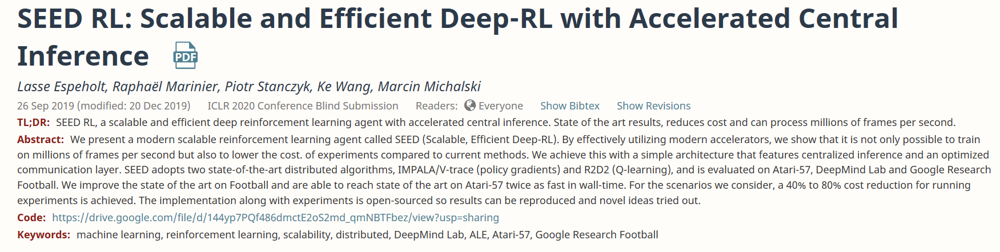 SEED RL: Scalable and Efficient Deep-RL with Accelerated Central
Inference PDF
Lasse Espeholt, Raphaël Marinier, Piotr Stanczyk, Ke Wang, Marcin Michalski
26 Sep 2019 (modified: 20 Dec 2019) ICLR 2020 Conference Blind Submission Readers: Everyone Show Bibtex Show Revisions
TL;DR: SEED RL, a scalable and efficient deep reinforcement learning agent with accelerated central inference. State of the art results, reduces cost and can process millions of frames per second.
Abstract: We present a modern scalable reinforcement learning agent called SEED (Scalable, Efficient Deep-RL). By effectively utilizing modern accelerators, we show that it is not only possible to train
on millions of frames per second but also to lower the cost. of experiments compared to current methods. We achieve this with a simple architecture that features centralized inference and an optimized
communication layer. SEED adopts two state-of-the-art distributed algorithms, IMPALA/V-trace (policy gradients) and R2D2 (Q-learning), and is evaluated on Atari-57, DeepMind Lab and Google Research
Football. We improve the state of the art on Football and are able to reach state of the art on Atari-57 twice as fast in wall-time. For the scenarios we consider, a 40% to 80% cost reduction for running
experiments is achieved. The implementation along with experiments is open-sourced so results can be reproduced and novel ideas tried out.
Code: https://drive.google.com/file/d/144yp7PQf486dmctE2oS2md_qmNBTFbez/view?usp=sharing
Keywords: machine learning, reinforcement learning, scalability, distributed, DeepMind Lab, ALE, Atari-57, Google Research Football